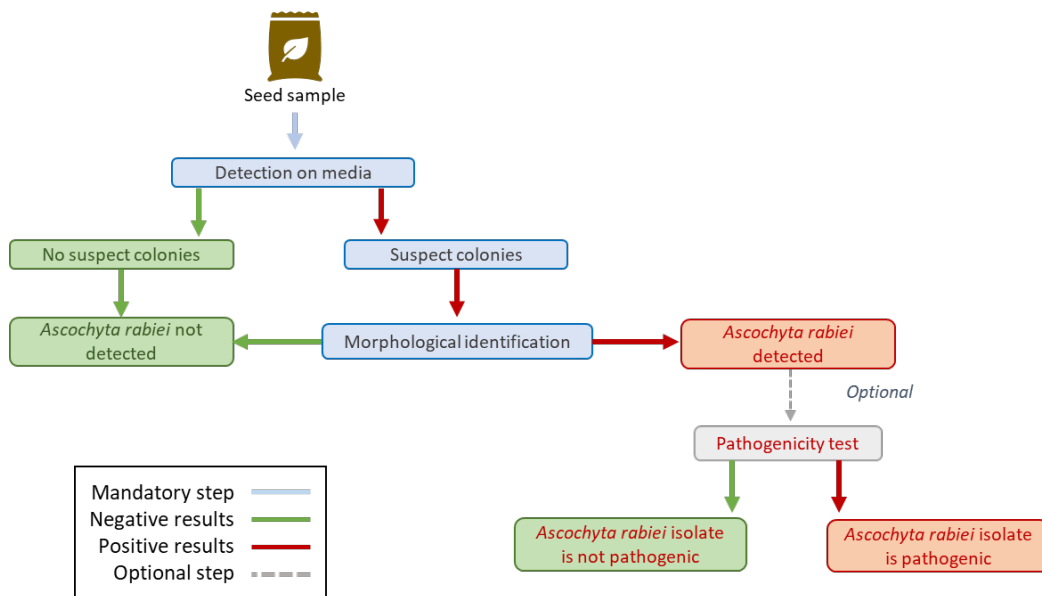 Seed sample
Detection on media
No suspect colonies
Suspect colonies
Ascochyta rabiei not
detected
Morphological identification
Ascochyta rabiei
detected
Optional
Pathogenicity test
Mandatory step
Negative results
Positive results
Optional step
Ascochyta rabiei isolate
is not pathogenic
Ascochyta rabiei isolate
is pathogenic